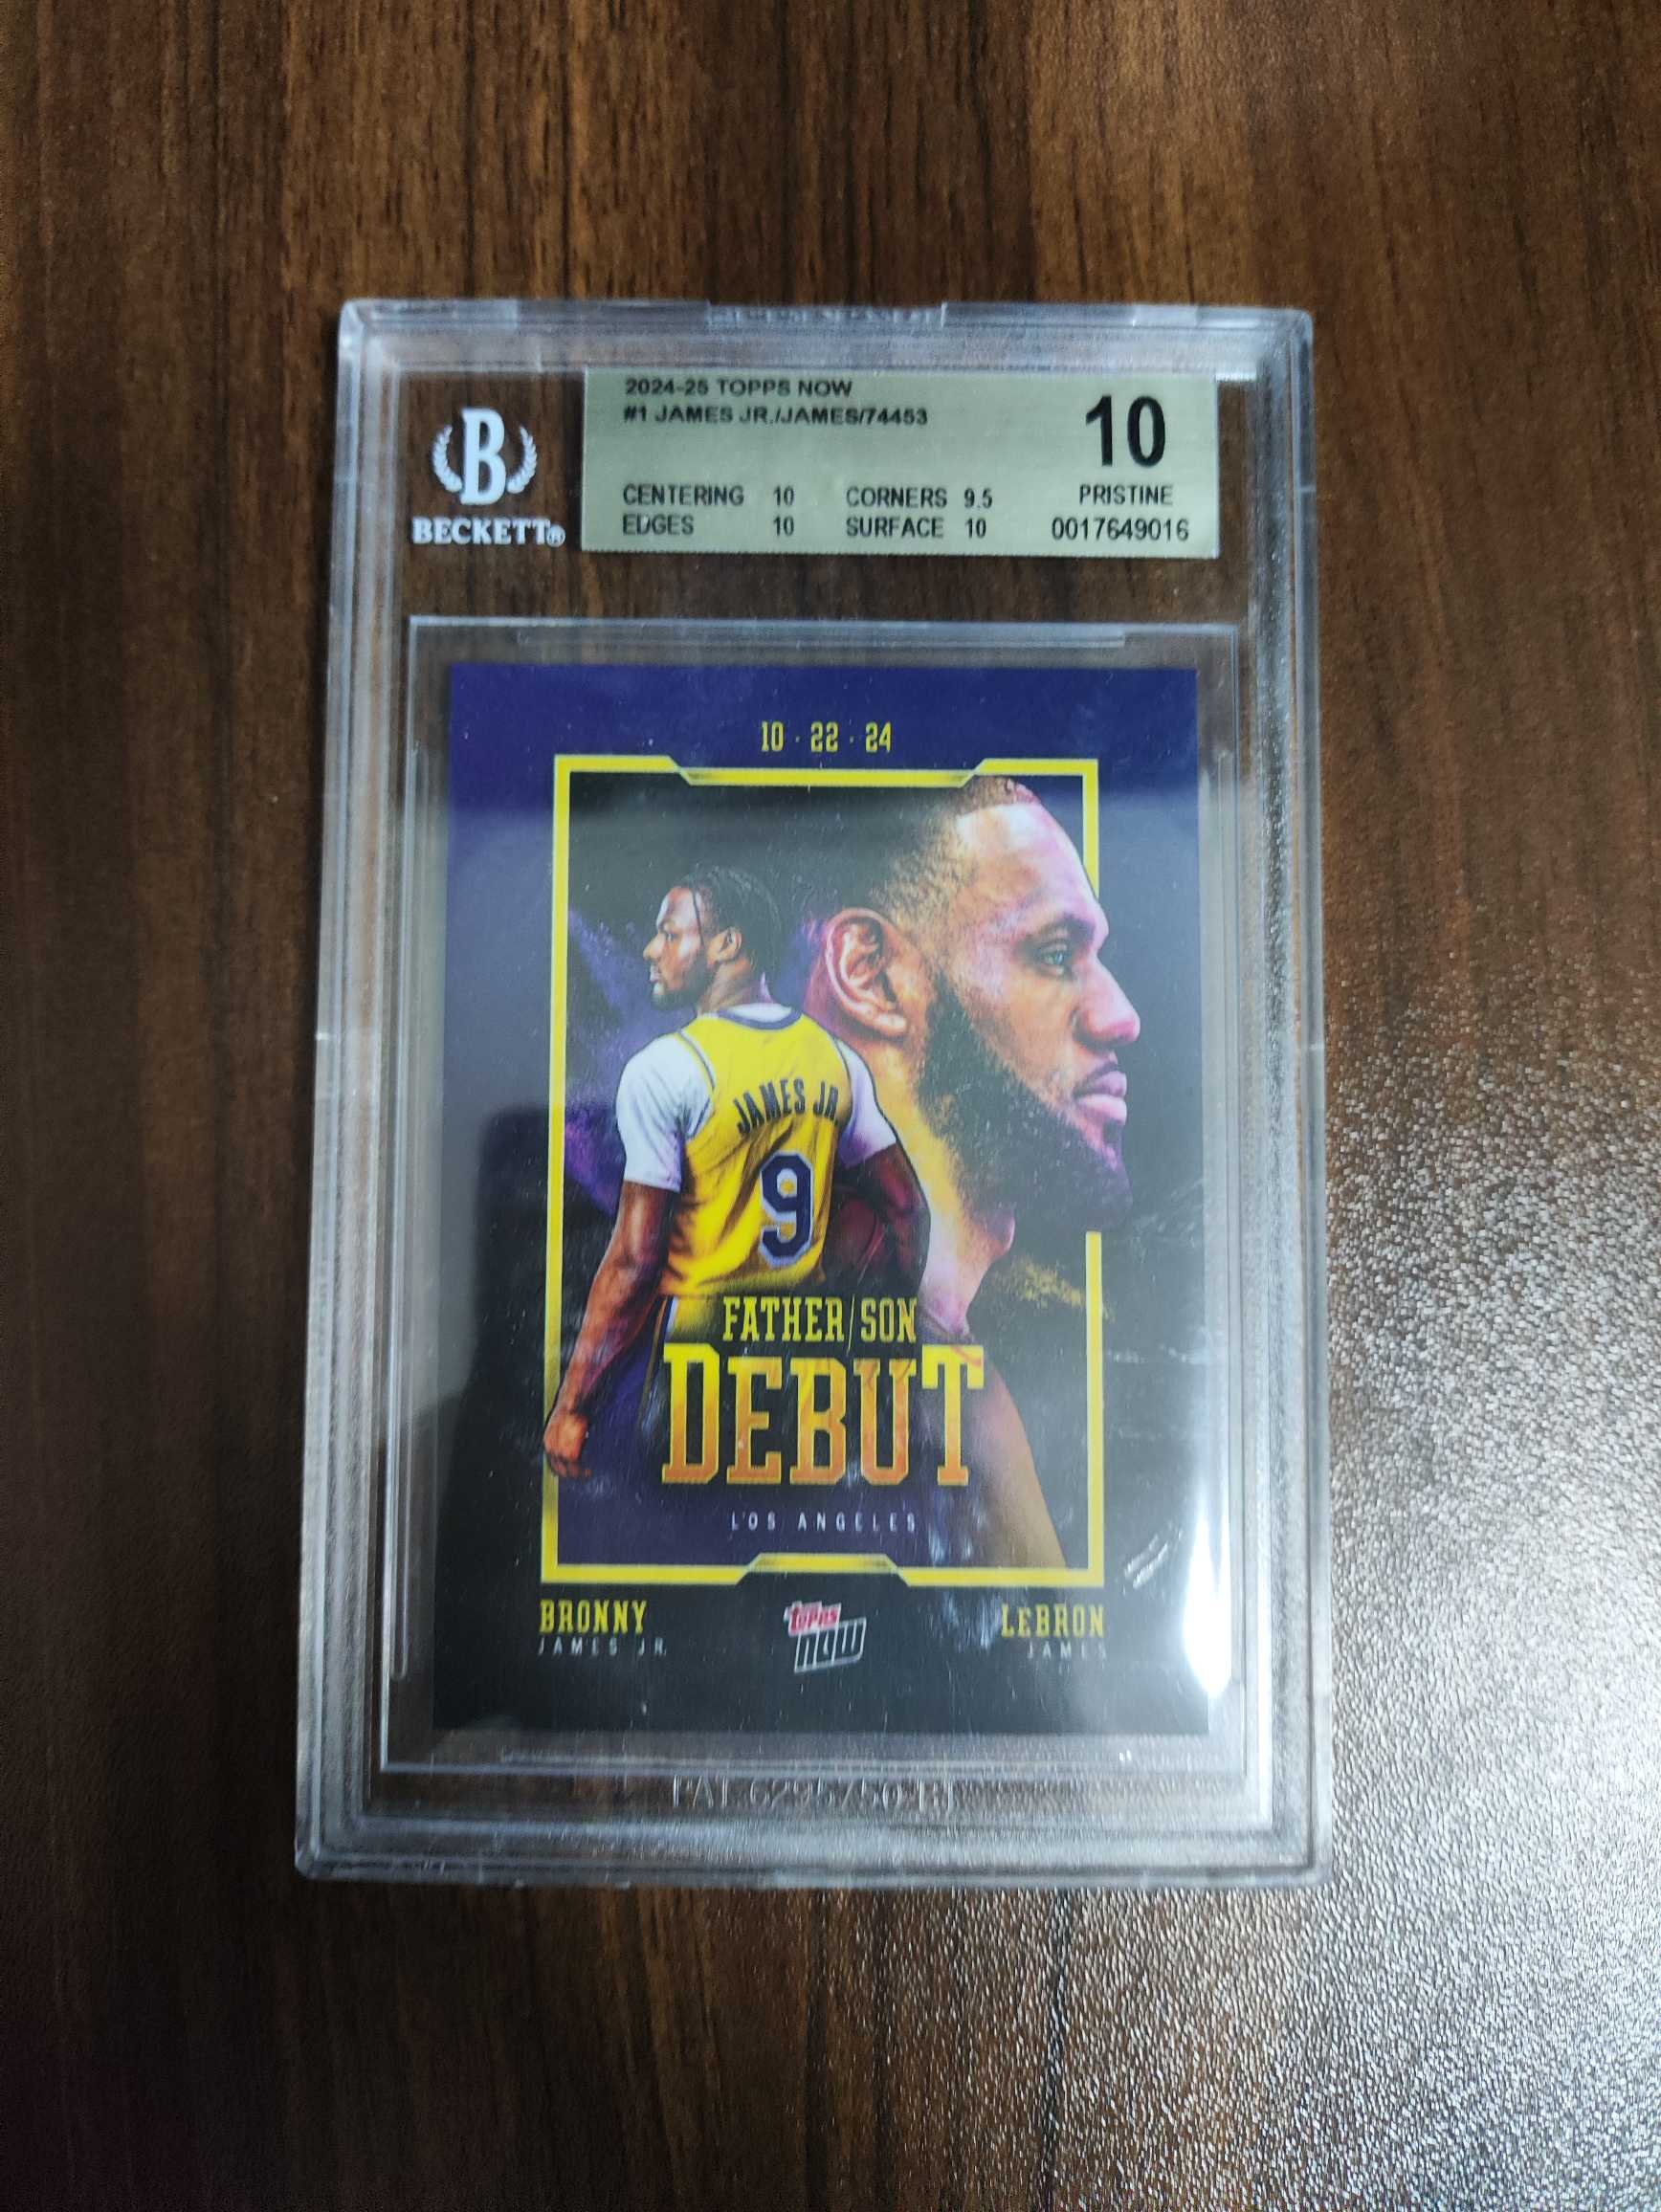 2024-25 TOPPS NOW
#1 JAMES JR./JAMES/74453
10
CENTERING 10 CORNERS 9.5 PRISTINE
EDGES 10 SURFACE 10 0017649016
B
BECKETT®
10 · 22 · 24
JAMES JR.
9
FATHER/SON
DEBUT
LOS ANGELES
BRONNY
JAMES JR.
TOPPS
NOW
LEBRON
JAMES